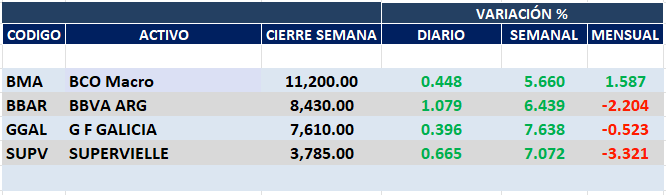 VARIACIÓN %
CODIGO ACTIVO CIERRE SEMANA DIARIO SEMANAL MENSUAL
BMA BCO Macro 11,200.00 0.448 5.660 1.587
BBAR BBVA ARG 8,430.00 1.079 6.439 -2.204
GGAL G F GALICIA 7,610.00 0.396 7.638 -0.523
SUPV SUPERVIELLE 3,785.00 0.665 7.072 -3.321